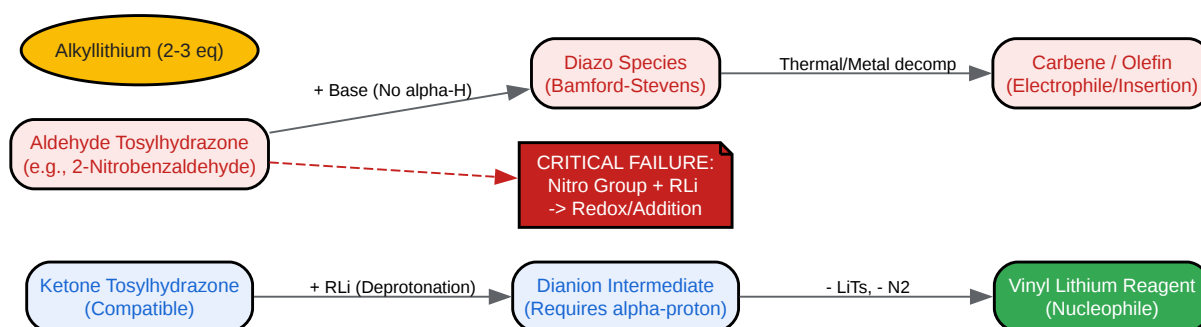 Alkyllithium (2-3 eq)
+ Base (No alpha-H)
Diazo Species
(Bamford-Stevens)
Thermal/Metal decomp
Carbene / Olefin
(Electrophile/Insertion)
Aldehyde Tosylhydrazone
(e.g., 2-Nitrobenzaldehyde)
CRITICAL FAILURE:
Nitro Group + RLi
-> Redox/Addition
Ketone Tosylhydrazone
(Compatible)
+ RLi (Deprotonation)
Dianion Intermediate
(Requires alpha-proton)
- LiTs, - N2
Vinyl Lithium Reagent
(Nucleophile)